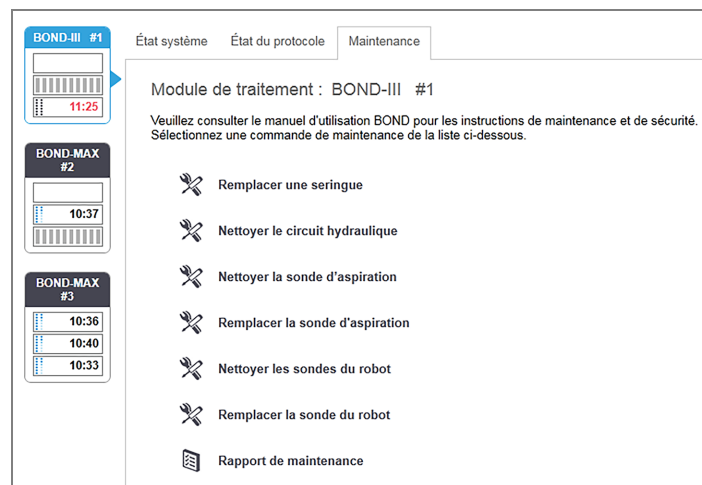 BOND-III #1
11:25
BOND-MAX
#2
10:37
BOND-MAX
#3
10:36
10:40
10:33
État système État du protocole Maintenance
Module de traitement : BOND-III #1
Veuillez consulter le manuel d'utilisation BOND pour les instructions de maintenance et de sécurité.
Sélectionnez une commande de maintenance de la liste ci-dessous.
Remplacer une seringue
Nettoyer le circuit hydraulique
Nettoyer la sonde d’aspiration
Remplacer la sonde d'aspiration
Nettoyer les sondes du robot
Remplacer la sonde du robot
Rapport de maintenance